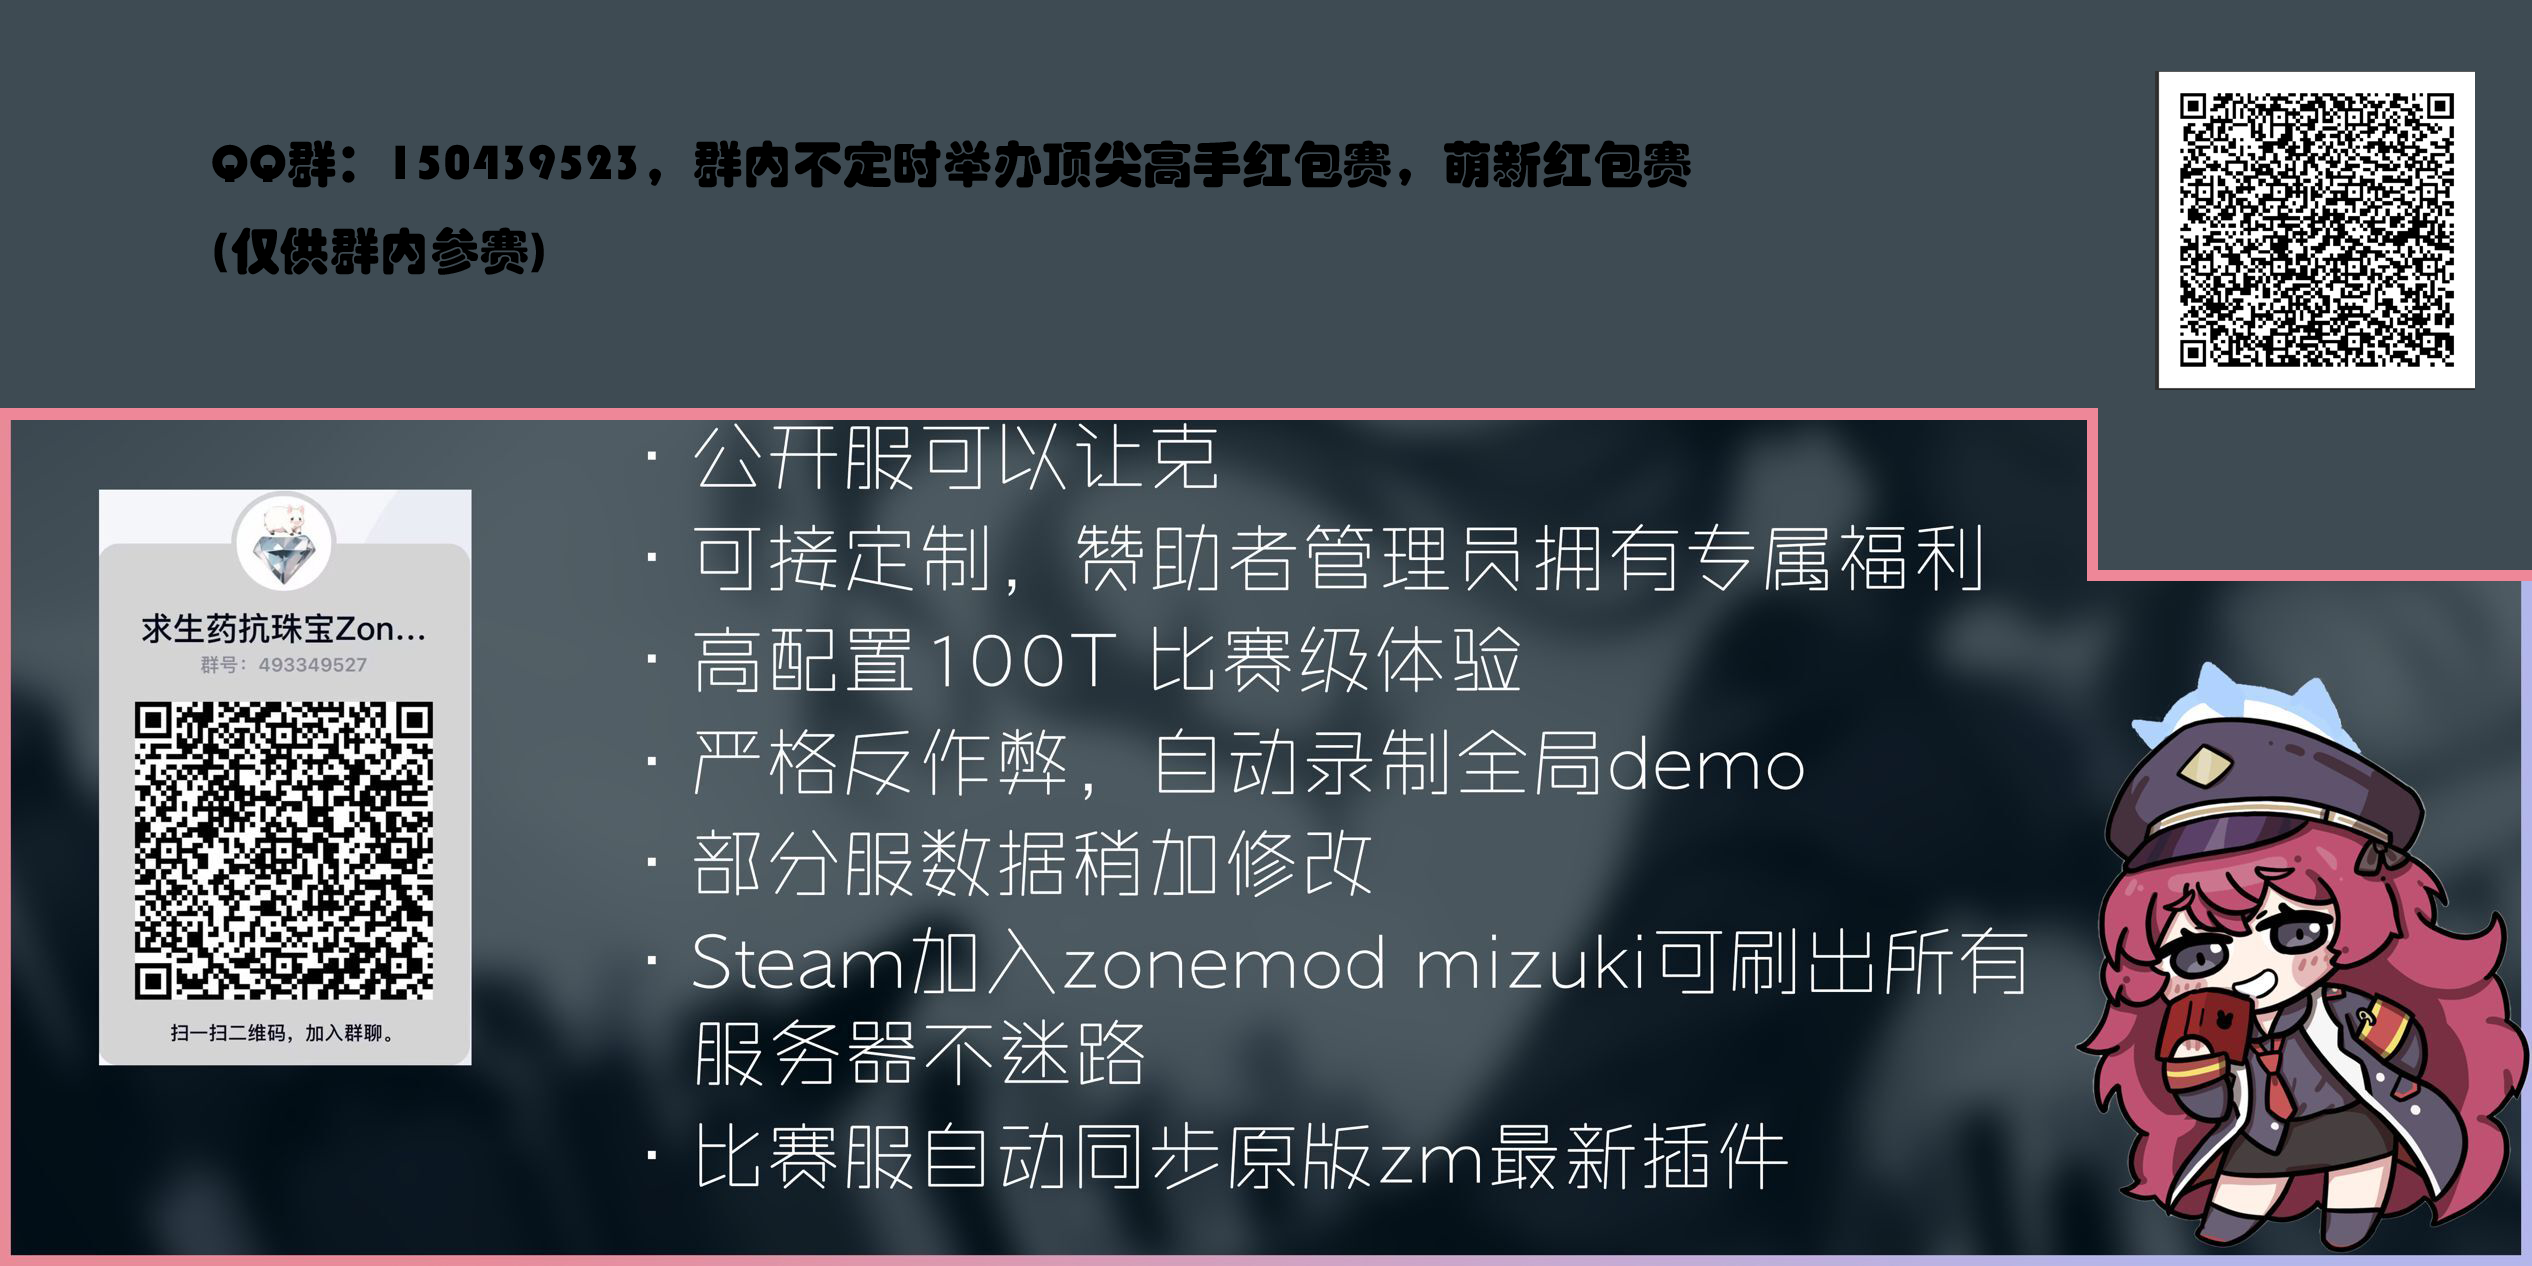 QQ群：150439523，群内不定时举办顶尖高手红包赛，萌新红包赛
(仅供群内参赛)
· 公开服可以让克
· 可接定制，赞助者管理员拥有专属福利
· 高配置100T 比赛级体验
· 严格反作弊，自动录制全局demo
· 部分服数据稍加修改
· Steam加入zonemod mizuki可刷出所有
服务器不迷路
· 比赛服自动同步原版zm最新插件
求生药抗珠宝Zon...
群号：493349527
扫一扫二维码，加入群聊。